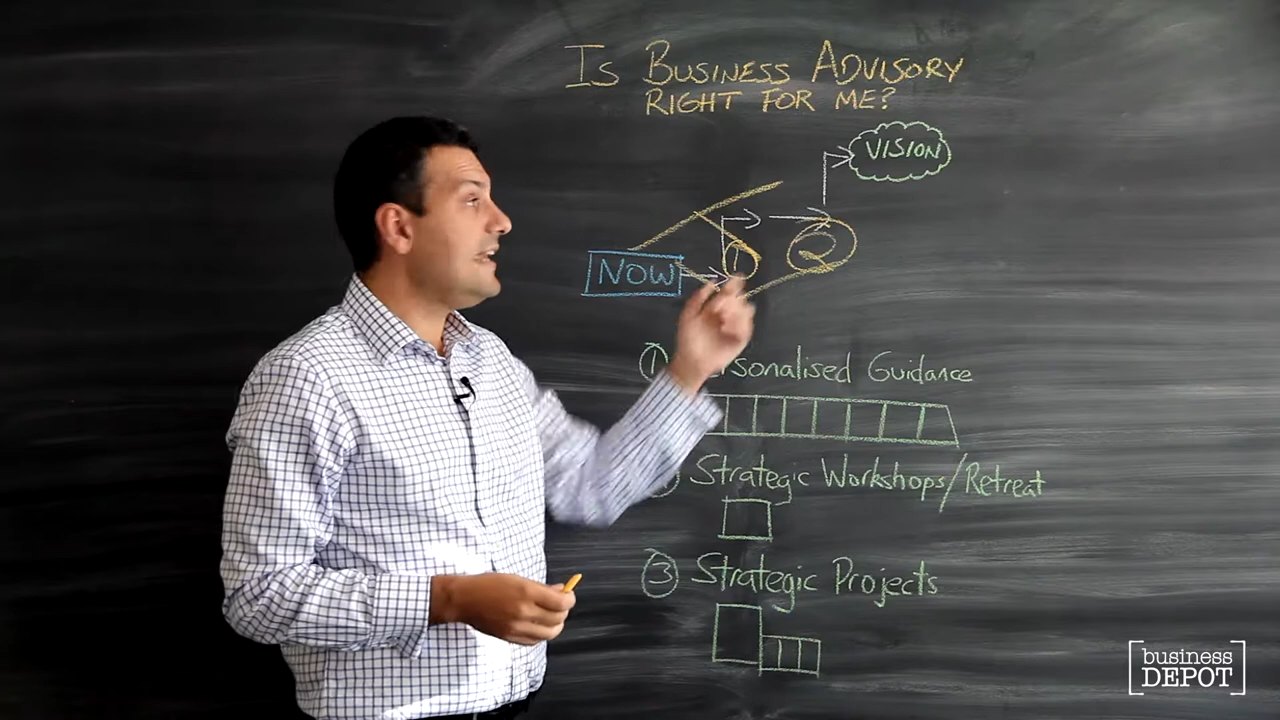 Is Business Advisory
Right for me?
Vision
Now
1
2
1 sonalised Guidance
Strategic Workshops/Retreat
3 Strategic Projects
business
DEPOT